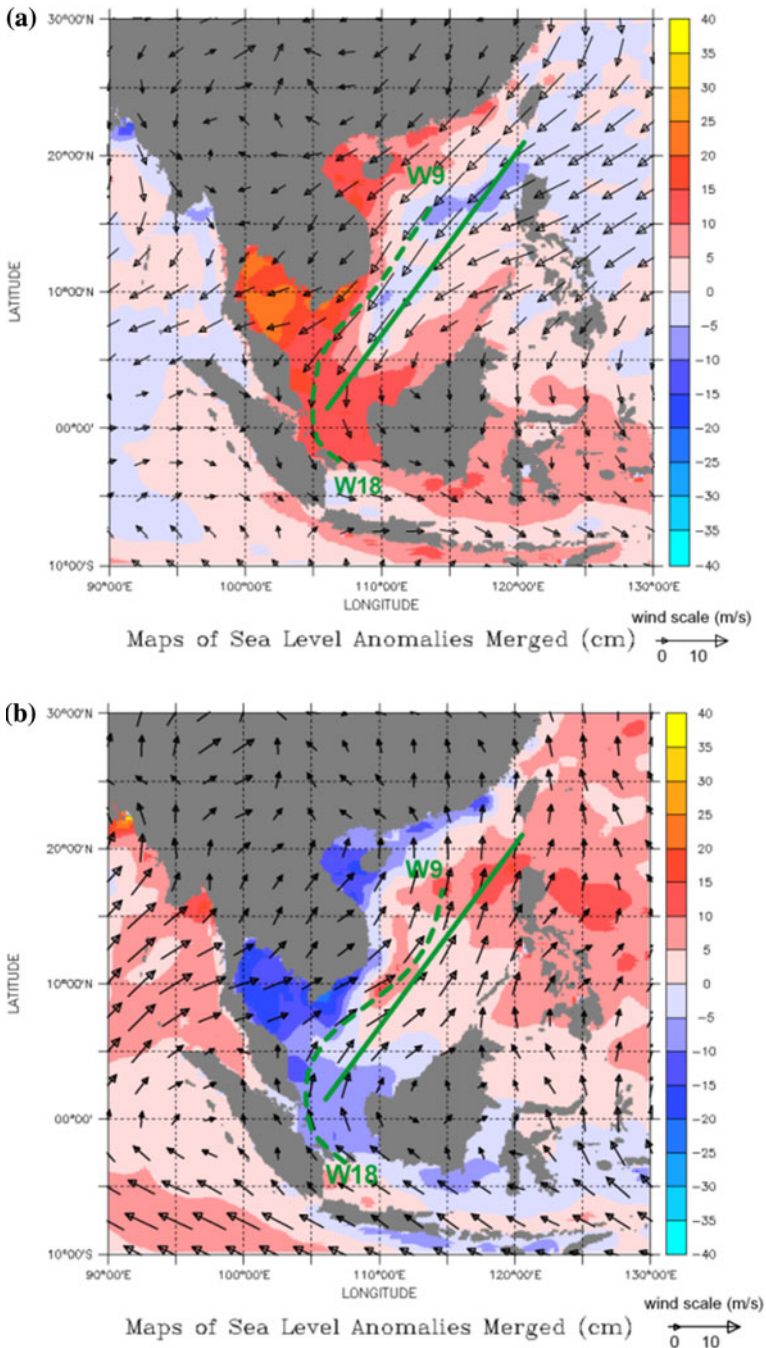 (a)
30°00'N
20°00'N
10°00'N
00°00'
10°00'S
LATITUDE
90°00'E 100°00'E 110°00'E 120°00'E 130°00'E
LONGITUDE
W9
W18
40
35
30
25
20
15
10
5
0
−5
−10
−15
−20
−25
−30
−35
−40
Maps of Sea Level Anomalies Merged (cm)
wind scale (m/s)
0 10
(b)
30°00'N
20°00'N
10°00'N
00°00'
10°00'S
LATITUDE
90°00'E 100°00'E 110°00'E 120°00'E 130°00'E
LONGITUDE
W9
W18
40
35
30
25
20
15
10
5
0
−5
−10
−15
−20
−25
−30
−35
−40
Maps of Sea Level Anomalies Merged (cm)
wind scale (m/s)
0 10